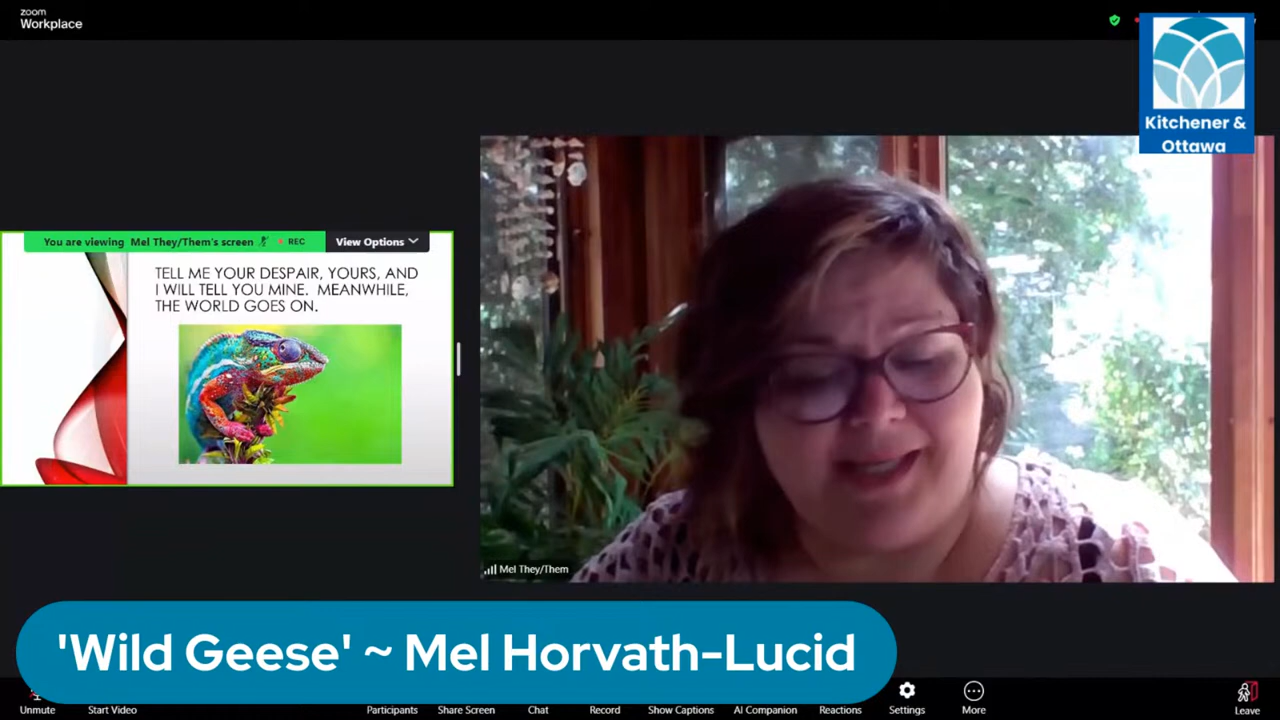 zoom
Workplace
Kitchener &
Ottawa
You are viewing Mel They/Them's screen
REC
View Options
TELL ME YOUR DESPAIR, YOURS, AND
I WILL TELL YOU MINE. MEANWHILE,
THE WORLD GOES ON.
Mel They/Them
'Wild Geese' ~ Mel Horvath-Lucid
Unmute
Start Video
Participants
Share Screen
Chat
Record
Show Captions
AI Companion
Reactions
Settings
More
Leave